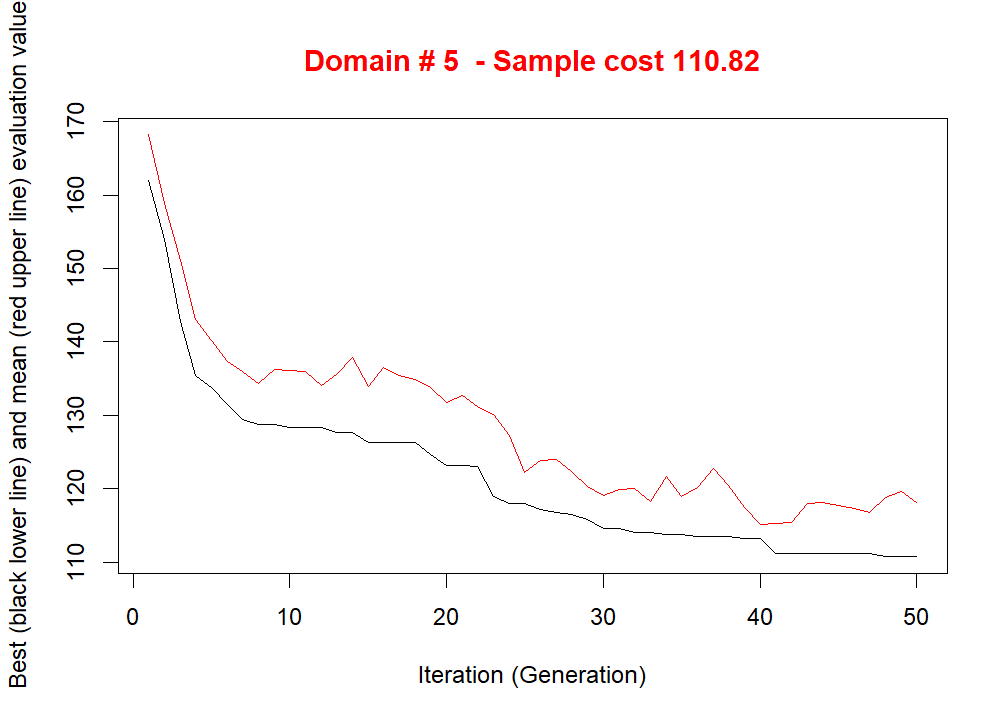 Domain # 5  - Sample cost 110.82
Best (black lower line) and mean (red upper line) evaluation value
170
160
150
140
130
120
110
0 10 20 30 40 50
Iteration (Generation)